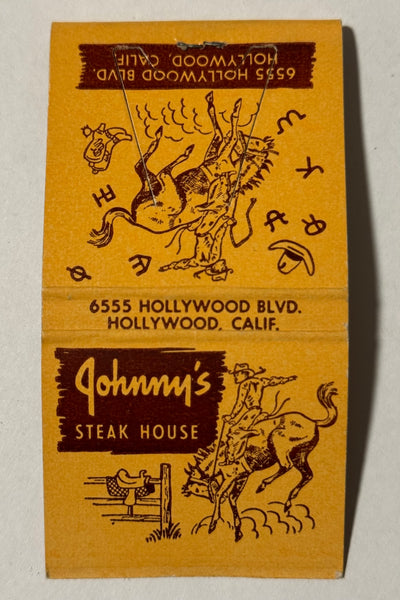 6555 HOLLYWOOD BLVD.
HOLLYWOOD, CALIF.
6555 HOLLYWOOD BLVD.
HOLLYWOOD, CALIF.
Johnny's
STEAK HOUSE